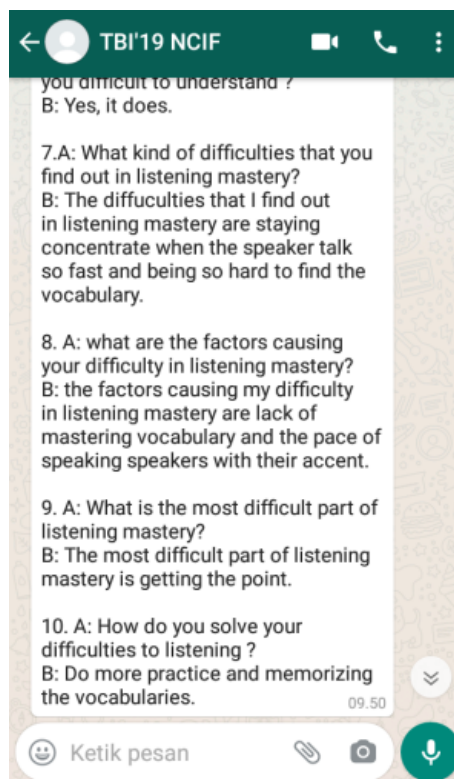 TBI'19 NCIF
you difficult to understand ?
B: Yes, it does.
7.A: What kind of difficulties that you
find out in listening mastery?
B: The diffuculties that I find out
in listening mastery are staying
concentrate when the speaker talk
so fast and being so hard to find the
vocabulary.
8. A: what are the factors causing
your difficulty in listening mastery?
B: the factors causing my difficulty
in listening mastery are lack of
mastering vocabulary and the pace of
speaking speakers with their accent.
9. A: What is the most difficult part of
listening mastery?
B: The most difficult part of listening
mastery is getting the point.
10. A: How do you solve your
difficulties to listening ?
B: Do more practice and memorizing
the vocabularies.
09.50
Ketik pesan